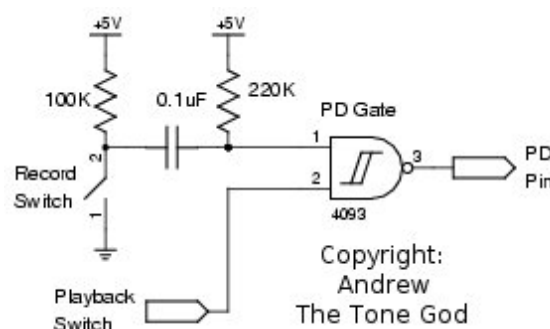 +5V
+5V
100K
0.1uF
220K
PD Gate
1
3
PD
Pin
2
2
Record
Switch
1
4093
Copyright:
Andrew
The Tone God
Playback
Switch